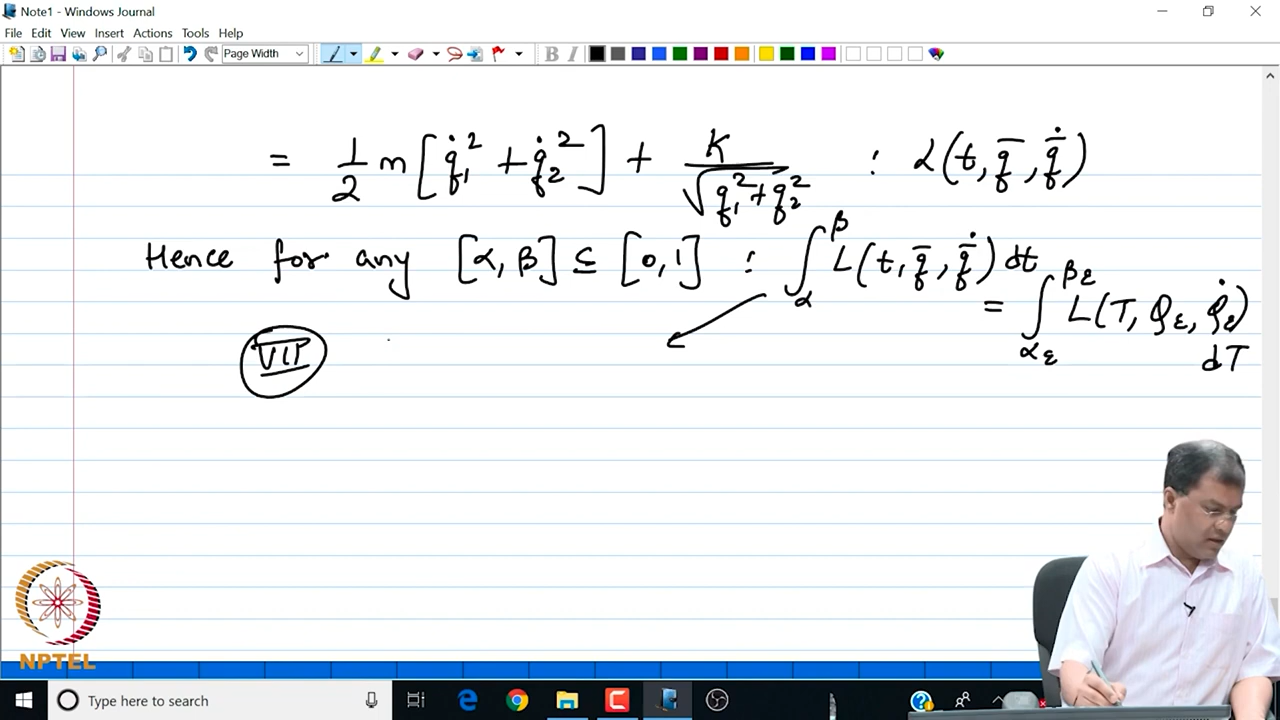 Note1 - Windows Journal
File Edit View Insert Actions Tools Help
Page Width
B I
= 1/2 m [q̇₁² + q̇₂²] + K/√(q₁² + q₂²) : L(t, q̄, q̄̇)
Hence for any [α, β] ⊆ [0, 1] : ∫_α^β L(t, q̄, q̄̇) dt
= ∫_{α_ε}^{β_ε} L(T, Q_ε, Q̇_ε) dT
VII
NPTEL
Type here to search